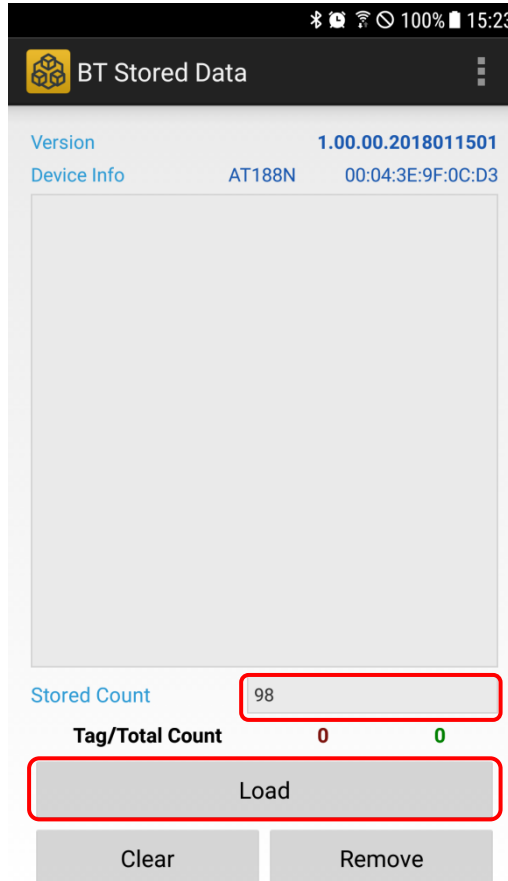 100% 15:23
BT Stored Data
Version 1.00.00.2018011501
Device Info AT188N 00:04:3E:9F:0C:D3
Stored Count 98
Tag/Total Count 0 0
Load
Clear Remove